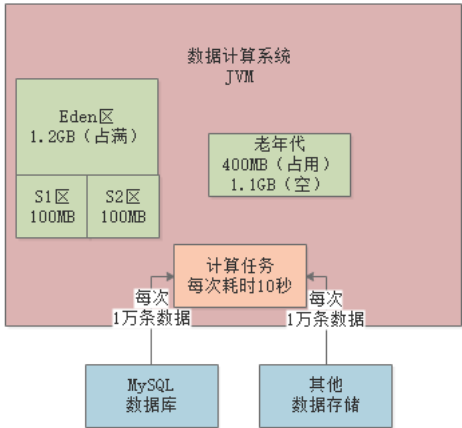 数据计算系统
JVM
Eden区
1.2GB（占满）
老年代
400MB（占用）
1.1GB（空）
S1区
100MB
S2区
100MB
计算任务
每次耗时10秒
每次
1万条数据
每次
1万条数据
MySQL
数据库
其他
数据存储